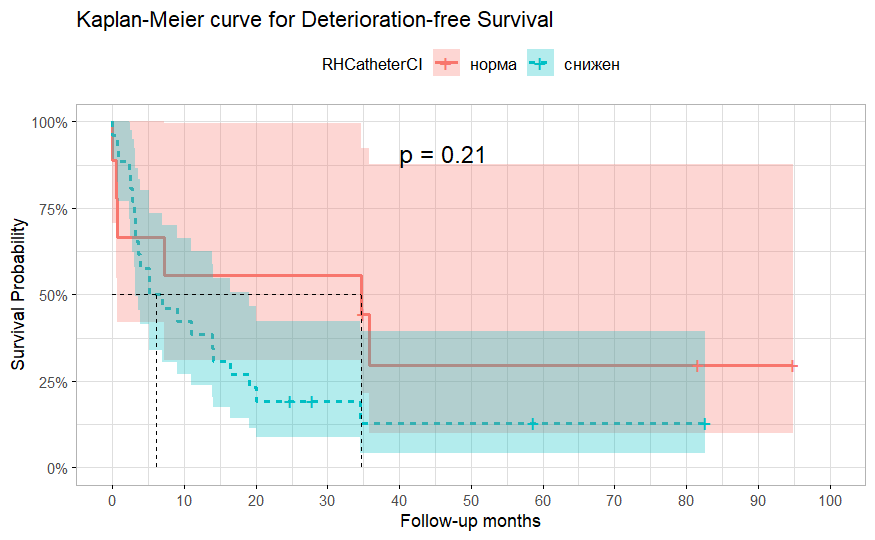 Kaplan-Meier curve for Deterioration-free Survival
RHCatheterCI норма снижен
p = 0.21
Survival Probability
100%
75%
50%
25%
0%
0 10 20 30 40 50 60 70 80 90 100
Follow-up months